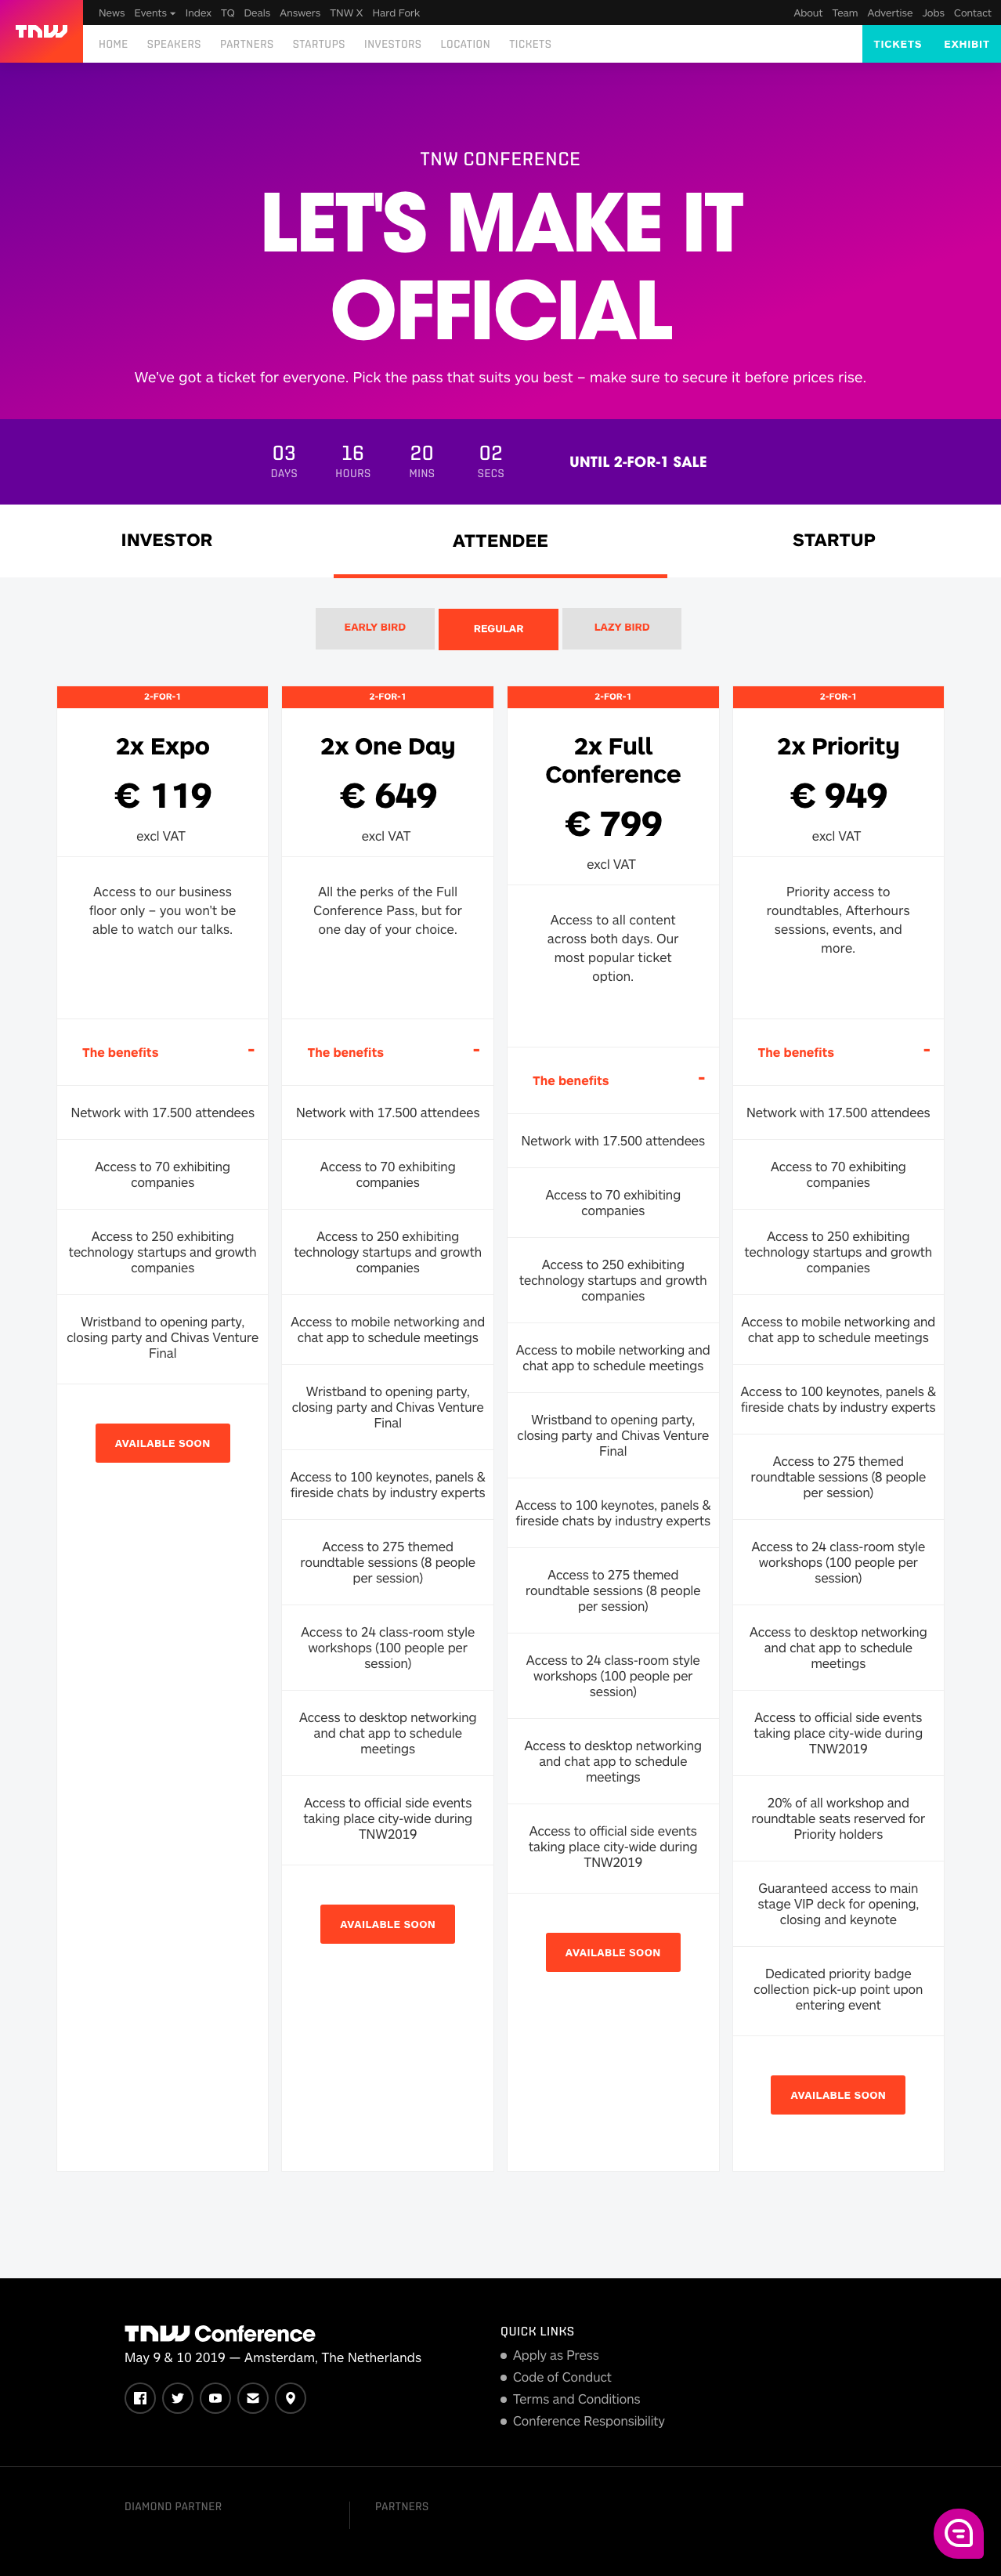 TNW
News Events Index TQ Deals Answers TNW X Hard Fork
About Team Advertise Jobs Contact
HOME SPEAKERS PARTNERS STARTUPS INVESTORS LOCATION TICKETS
TICKETS EXHIBIT
TNW CONFERENCE
LET'S MAKE IT
OFFICIAL
We've got a ticket for everyone. Pick the pass that suits you best – make sure to secure it before prices rise.
03 16 20 02
DAYS HOURS MINS SECS
UNTIL 2-FOR-1 SALE
INVESTOR ATTENDEE STARTUP
EARLY BIRD REGULAR LAZY BIRD
2-FOR-1
2x Expo
€ 119
excl VAT
Access to our business
floor only – you won't be
able to watch our talks.
The benefits -
Network with 17.500 attendees
Access to 70 exhibiting
companies
Access to 250 exhibiting
technology startups and growth
companies
Wristband to opening party,
closing party and Chivas Venture
Final
AVAILABLE SOON
2-FOR-1
2x One Day
€ 649
excl VAT
All the perks of the Full
Conference Pass, but for
one day of your choice.
The benefits -
Network with 17.500 attendees
Access to 70 exhibiting
companies
Access to 250 exhibiting
technology startups and growth
companies
Access to mobile networking and
chat app to schedule meetings
Wristband to opening party,
closing party and Chivas Venture
Final
Access to 100 keynotes, panels &
fireside chats by industry experts
Access to 275 themed
roundtable sessions (8 people
per session)
Access to 24 class-room style
workshops (100 people per
session)
Access to desktop networking
and chat app to schedule
meetings
Access to official side events
taking place city-wide during
TNW2019
AVAILABLE SOON
2-FOR-1
2x Full
Conference
€ 799
excl VAT
Access to all content
across both days. Our
most popular ticket
option.
The benefits -
Network with 17.500 attendees
Access to 70 exhibiting
companies
Access to 250 exhibiting
technology startups and growth
companies
Access to mobile networking and
chat app to schedule meetings
Wristband to opening party,
closing party and Chivas Venture
Final
Access to 100 keynotes, panels &
fireside chats by industry experts
Access to 275 themed
roundtable sessions (8 people
per session)
Access to 24 class-room style
workshops (100 people per
session)
Access to desktop networking
and chat app to schedule
meetings
Access to official side events
taking place city-wide during
TNW2019
AVAILABLE SOON
2-FOR-1
2x Priority
€ 949
excl VAT
Priority access to
roundtables, Afterhours
sessions, events, and
more.
The benefits -
Network with 17.500 attendees
Access to 70 exhibiting
companies
Access to 250 exhibiting
technology startups and growth
companies
Access to mobile networking and
chat app to schedule meetings
Access to 100 keynotes, panels &
fireside chats by industry experts
Access to 275 themed
roundtable sessions (8 people
per session)
Access to 24 class-room style
workshops (100 people per
session)
Access to desktop networking
and chat app to schedule
meetings
Access to official side events
taking place city-wide during
TNW2019
20% of all workshop and
roundtable seats reserved for
Priority holders
Guaranteed access to main
stage VIP deck for opening,
closing and keynote
Dedicated priority badge
collection pick-up point upon
entering event
AVAILABLE SOON
TNW Conference
May 9 & 10 2019 — Amsterdam, The Netherlands
QUICK LINKS
Apply as Press
Code of Conduct
Terms and Conditions
Conference Responsibility
DIAMOND PARTNER
PARTNERS